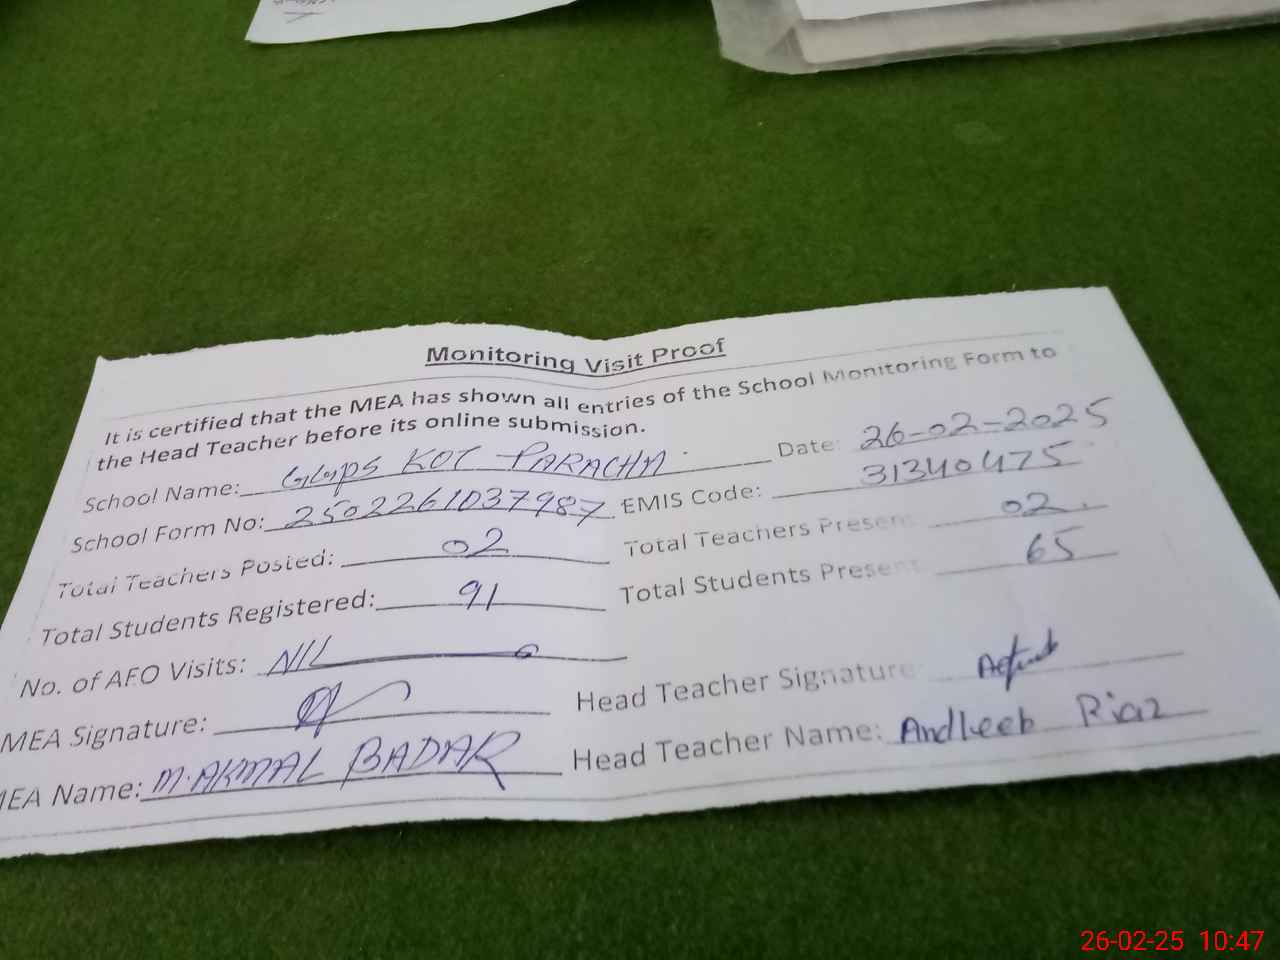 Monitoring Visit Proof
It is certified that the MEA has shown all entries of the School Monitoring Form to
the Head Teacher before its online submission.
School Name: GGPS KOT PARACHA Date: 26-02-2025
School Form No: 2502261037987 EMIS Code: 31340475
Total Teachers Posted: 02 Total Teachers Present: 02
Total Students Registered: 91 Total Students Present: 65
No. of AFO Visits: NIL
MEA Signature: Head Teacher Signature:
MEA Name: M. AKMAL BADAR Head Teacher Name: Andleeb Riaz
26-02-25 10:47